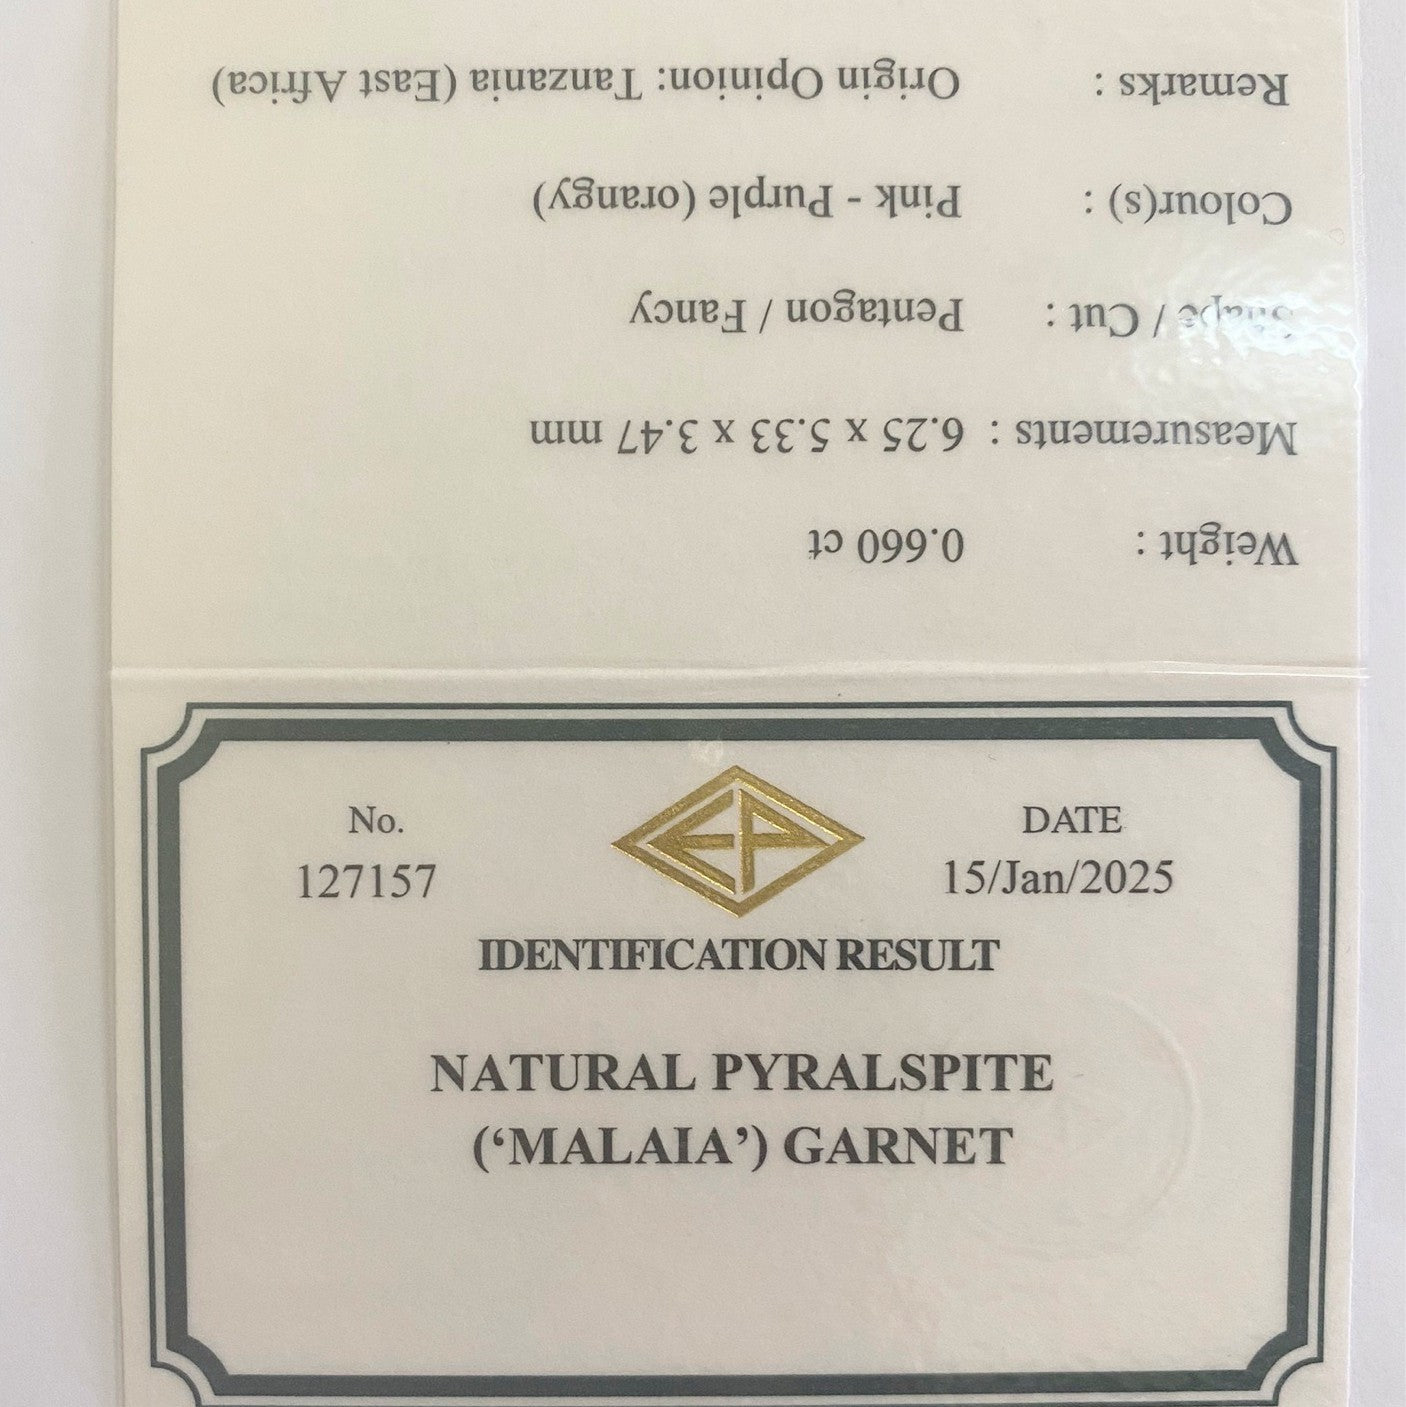 No.
127157
EP
DATE
15/Jan/2025
IDENTIFICATION RESULT
NATURAL PYRALSPITE
(‘MALAIA’) GARNET
Weight : 0.660 ct
Measurements : 6.25 x 5.33 x 3.47 mm
Shape / Cut : Pentagon / Fancy
Colour(s) : Pink - Purple (orangy)
Remarks : Origin Opinion: Tanzania (East Africa)